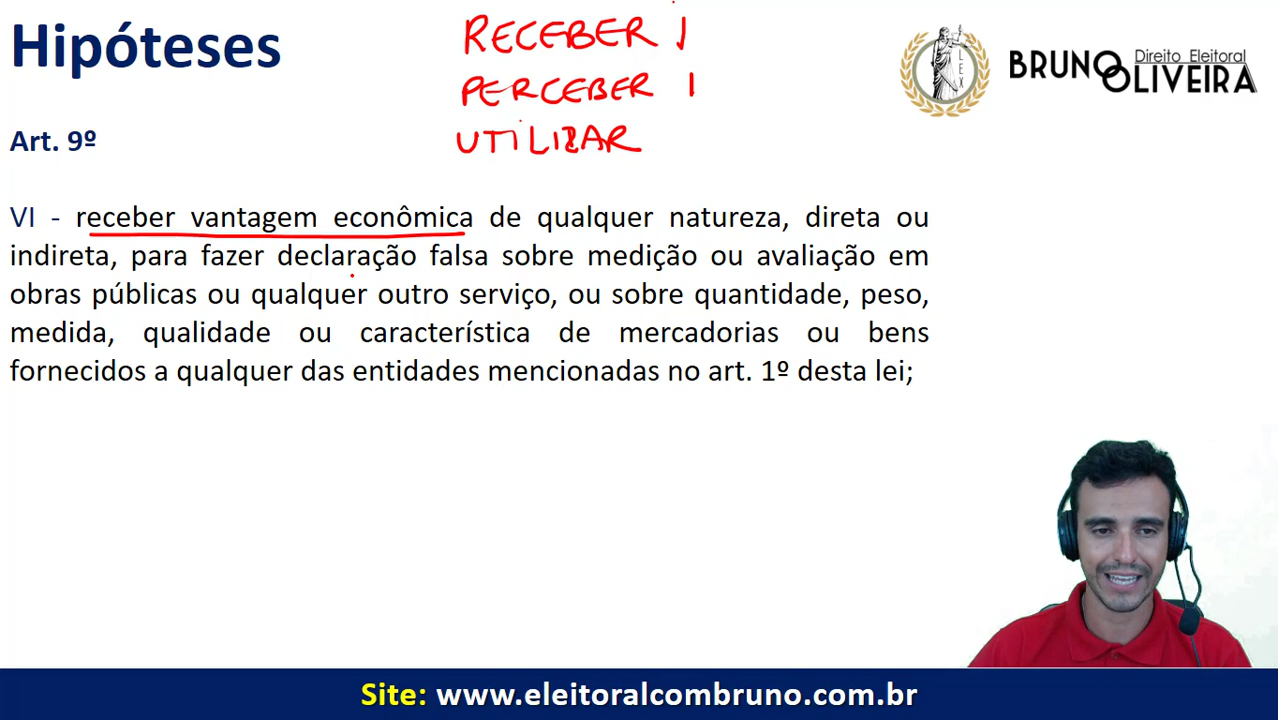 Hipóteses
RECEBER
PERCEBER
UTILIZAR
LEX
BRUNO OLIVEIRA
Direito Eleitoral
Art. 9º
VI - receber vantagem econômica de qualquer natureza, direta ou
indireta, para fazer declaração falsa sobre medição ou avaliação em
obras públicas ou qualquer outro serviço, ou sobre quantidade, peso,
medida, qualidade ou característica de mercadorias ou bens
fornecidos a qualquer das entidades mencionadas no art. 1º desta lei;
Site: www.eleitoralcombruno.com.br